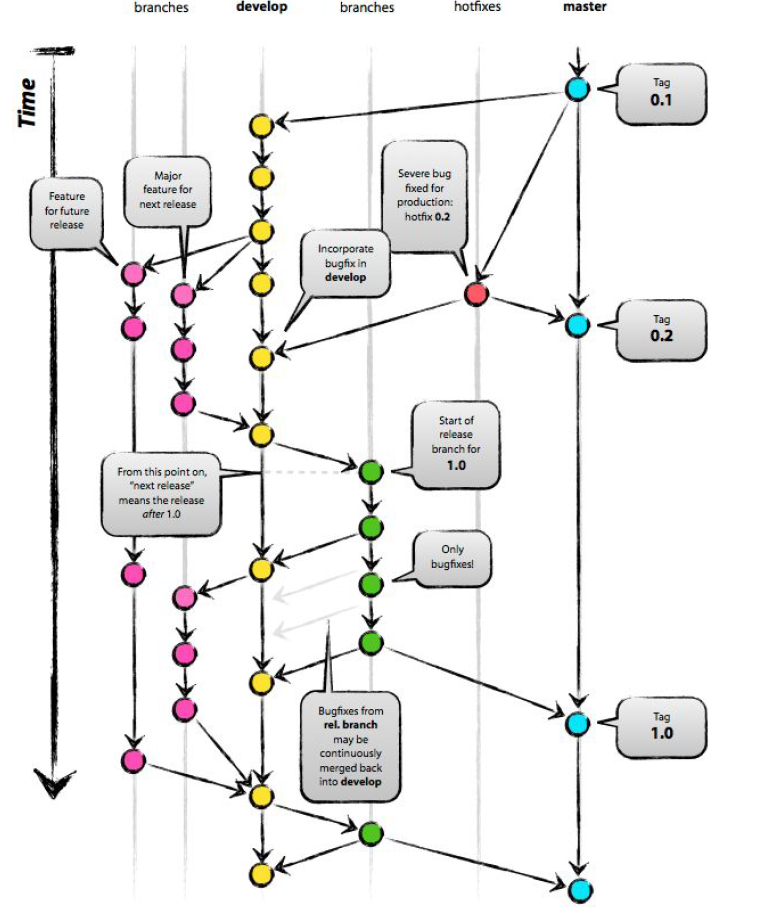 branches
develop
branches
hotfixes
master
Time
Tag
0.1
Major
feature for
next release
Severe bug
fixed for
production:
hotfix 0.2
Feature
for future
release
Incorporate
bugfix in
develop
Tag
0.2
Start of
release
branch for
1.0
From this point on,
“next release”
means the release
after 1.0
Only
bugfixes!
Bugfixes from
rel. branch
may be
continuously
merged back
into develop
Tag
1.0